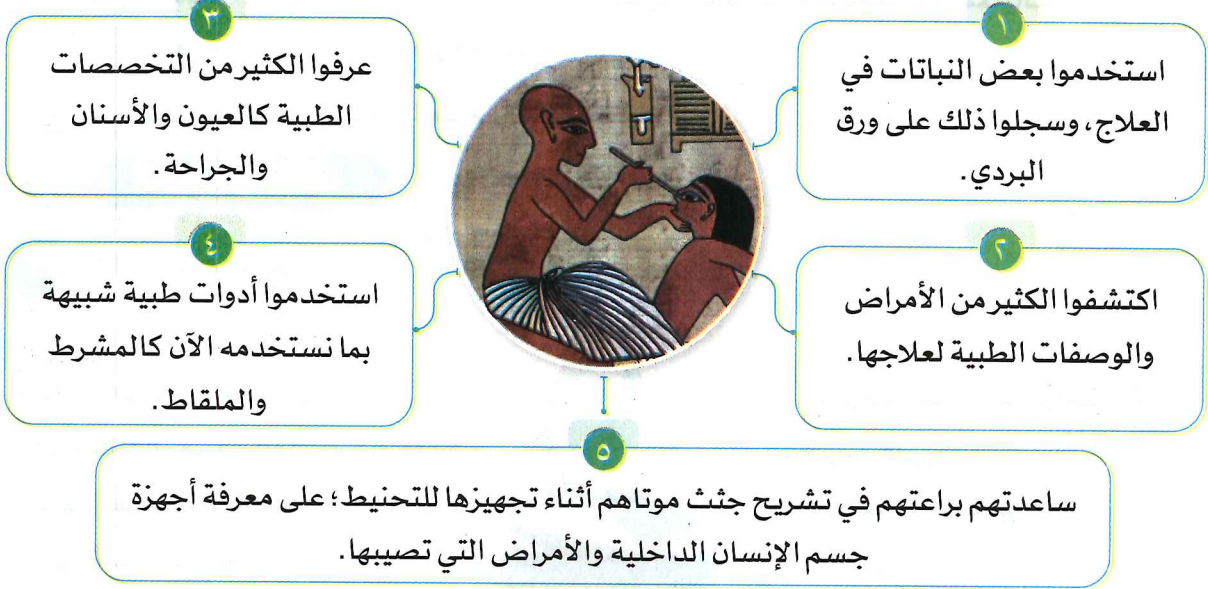 ١
استخدموا بعض النباتات في
العلاج، وسجلوا ذلك على ورق
البردي.
٢
اكتشفوا الكثير من الأمراض
والوصفات الطبية لعلاجها.
٣
عرفوا الكثير من التخصصات
الطبية كالعيون والأسنان
والجراحة.
٤
استخدموا أدوات طبية شبيهة
بما نستخدمه الآن كالمشرط
والملقاط.
٥
ساعدتهم براعتهم في تشريح جثث موتاهم أثناء تجهيزها للتحنيط؛ على معرفة أجهزة
جسم الإنسان الداخلية والأمراض التي تصيبها.